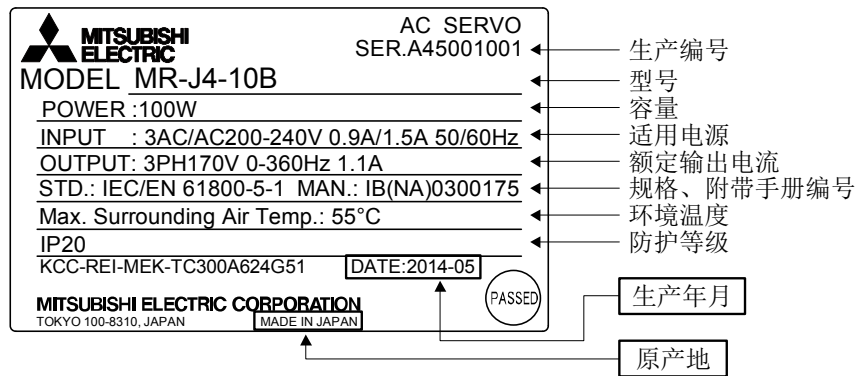 MITSUBISHI ELECTRIC
AC SERVO
SER.A45001001
生产编号
MODEL MR-J4-10B
型号
POWER :100W
容量
INPUT : 3AC/AC200-240V 0.9A/1.5A 50/60Hz
适用电源
OUTPUT: 3PH170V 0-360Hz 1.1A
额定输出电流
STD.: IEC/EN 61800-5-1 MAN.: IB(NA)0300175
规格、附带手册编号
Max. Surrounding Air Temp.: 55°C
环境温度
IP20
防护等级
KCC-REI-MEK-TC300A624G51 DATE:2014-05
生产年月
MITSUBISHI ELECTRIC CORPORATION
PASSED
TOKYO 100-8310, JAPAN MADE IN JAPAN
原产地